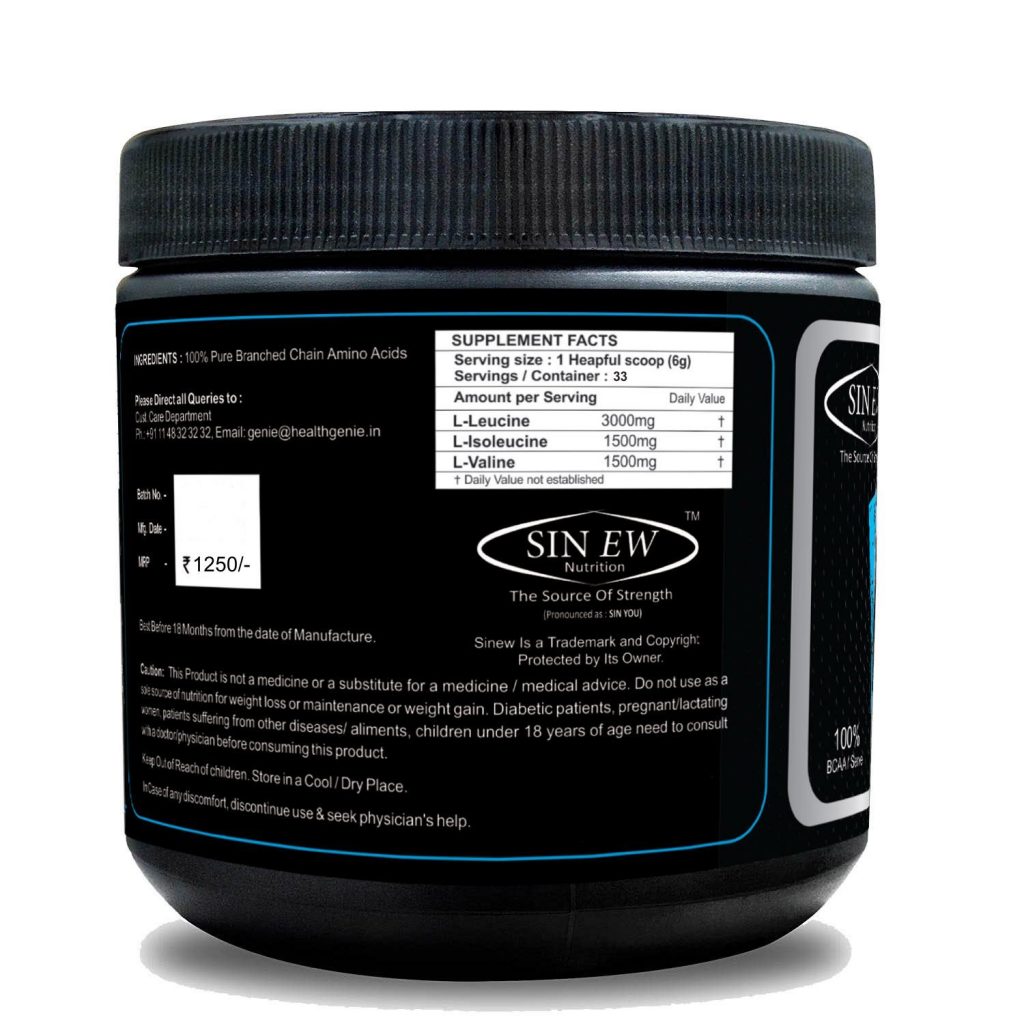 INGREDIENTS : 100% Pure Branched Chain Amino Acids
Please Direct all Queries to :
Cust. Care Department
Ph.: +91 11 48 32 32 32, Email: genie@healthgenie.in
Batch No. -
Mfg. Date -
MRP - ₹1250/-
Best Before 18 Months from the date of Manufacture.
SUPPLEMENT FACTS
Serving size : 1 Heapful scoop (6g)
Servings / Container : 33
Amount per Serving Daily Value
L-Leucine 3000mg †
L-Isoleucine 1500mg †
L-Valine 1500mg †
† Daily Value not established
SIN EW TM
Nutrition
The Source Of Strength
(Pronounced as : SIN YOU)
Sinew Is a Trademark and Copyright
Protected by Its Owner.
Caution: This Product is not a medicine or a substitute for a medicine / medical advice. Do not use as a
sole source of nutrition for weight loss or maintenance or weight gain. Diabetic patients, pregnant/lactating
women, patients suffering from other diseases/ aliments, children under 18 years of age need to consult
with a doctor/physician before consuming this product.
Keep Out of Reach of children. Store in a Cool / Dry Place.
In Case of any discomfort, discontinue use & seek physician's help.
SIN
Nutrition
The Source Of
100%
BCAA / Serve